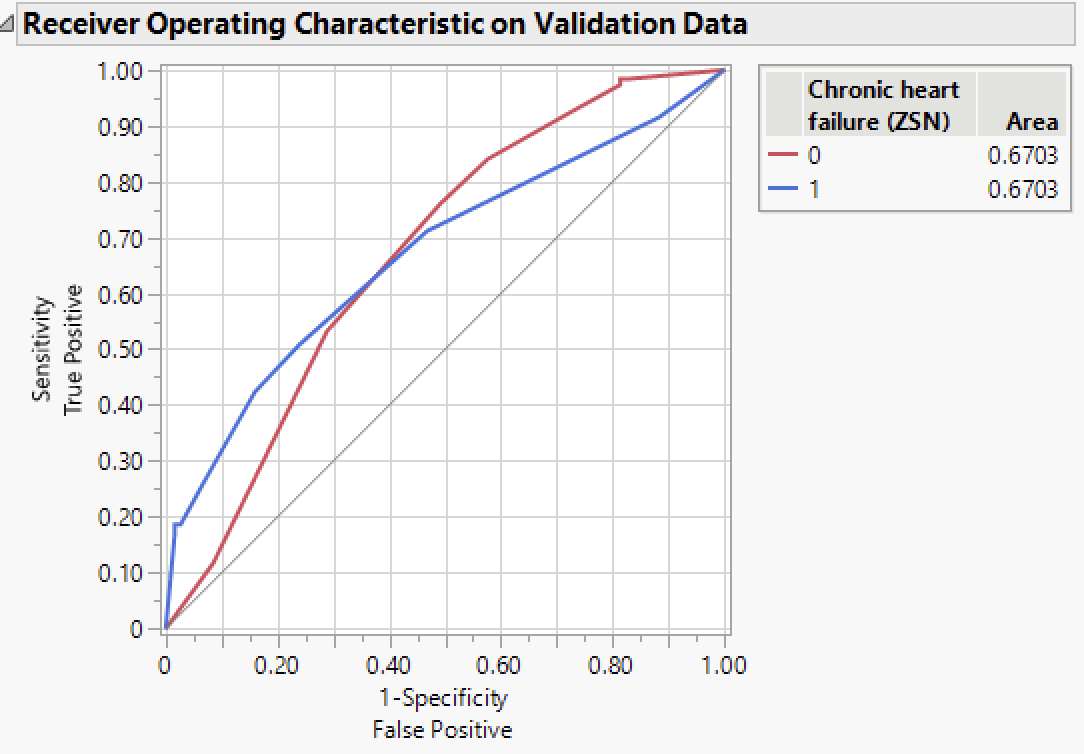 Receiver Operating Characteristic on Validation Data
1.00
0.90
0.80
0.70
0.60
0.50
0.40
0.30
0.20
0.10
0
Sensitivity
True Positive
0 0.20 0.40 0.60 0.80 1.00
1-Specificity
False Positive
Chronic heart
failure (ZSN) Area
0 0.6703
1 0.6703